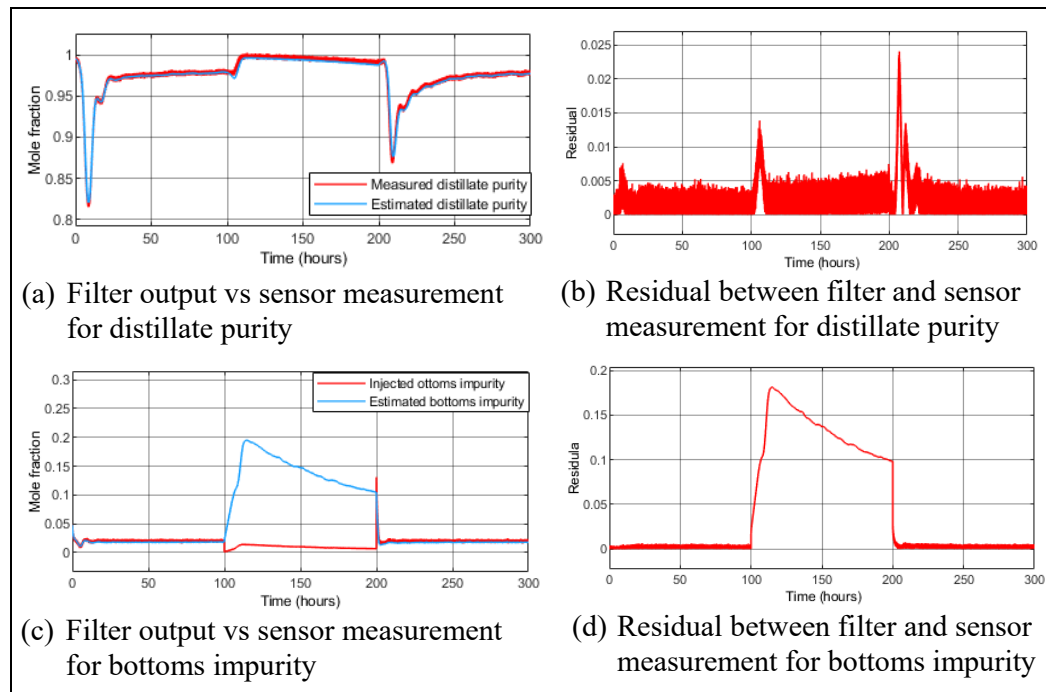 1
0.95
0.9
0.85
0.8
Mole fraction
0 50 100 150 200 250 300
Time (hours)
Measured distillate purity
Estimated distillate purity
(a) Filter output vs sensor measurement
for distillate purity
0.025
0.02
0.015
0.01
0.005
0
Residual
0 50 100 150 200 250 300
Time (hours)
(b) Residual between filter and sensor
measurement for distillate purity
0.3
0.25
0.2
0.15
0.1
0.05
0
Mole fraction
0 50 100 150 200 250 300
Time (hours)
Injected ottoms impurity
Estimated bottoms impurity
(c) Filter output vs sensor measurement
for bottoms impurity
0.2
0.15
0.1
0.05
0
Residula
0 50 100 150 200 250 300
Time (hours)
(d) Residual between filter and sensor
measurement for bottoms impurity